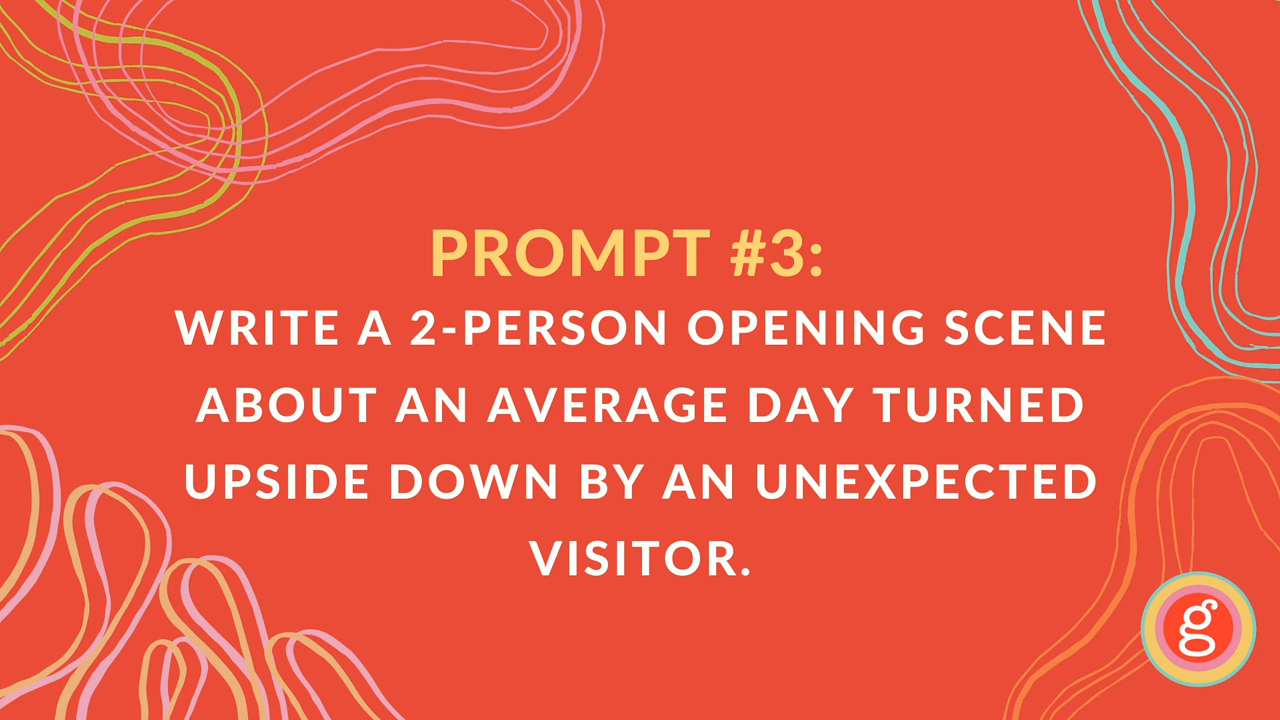 PROMPT #3:
WRITE A 2-PERSON OPENING SCENE
ABOUT AN AVERAGE DAY TURNED
UPSIDE DOWN BY AN UNEXPECTED
VISITOR.
g